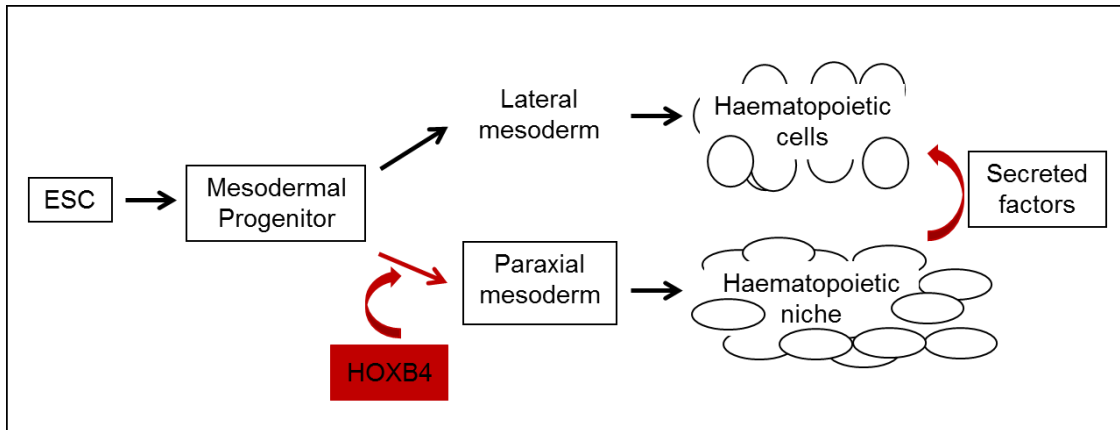 ESC
Mesodermal
Progenitor
Lateral
mesoderm
Haematopoietic
cells
HOXB4
Paraxial
mesoderm
Haematopoietic
niche
Secreted
factors